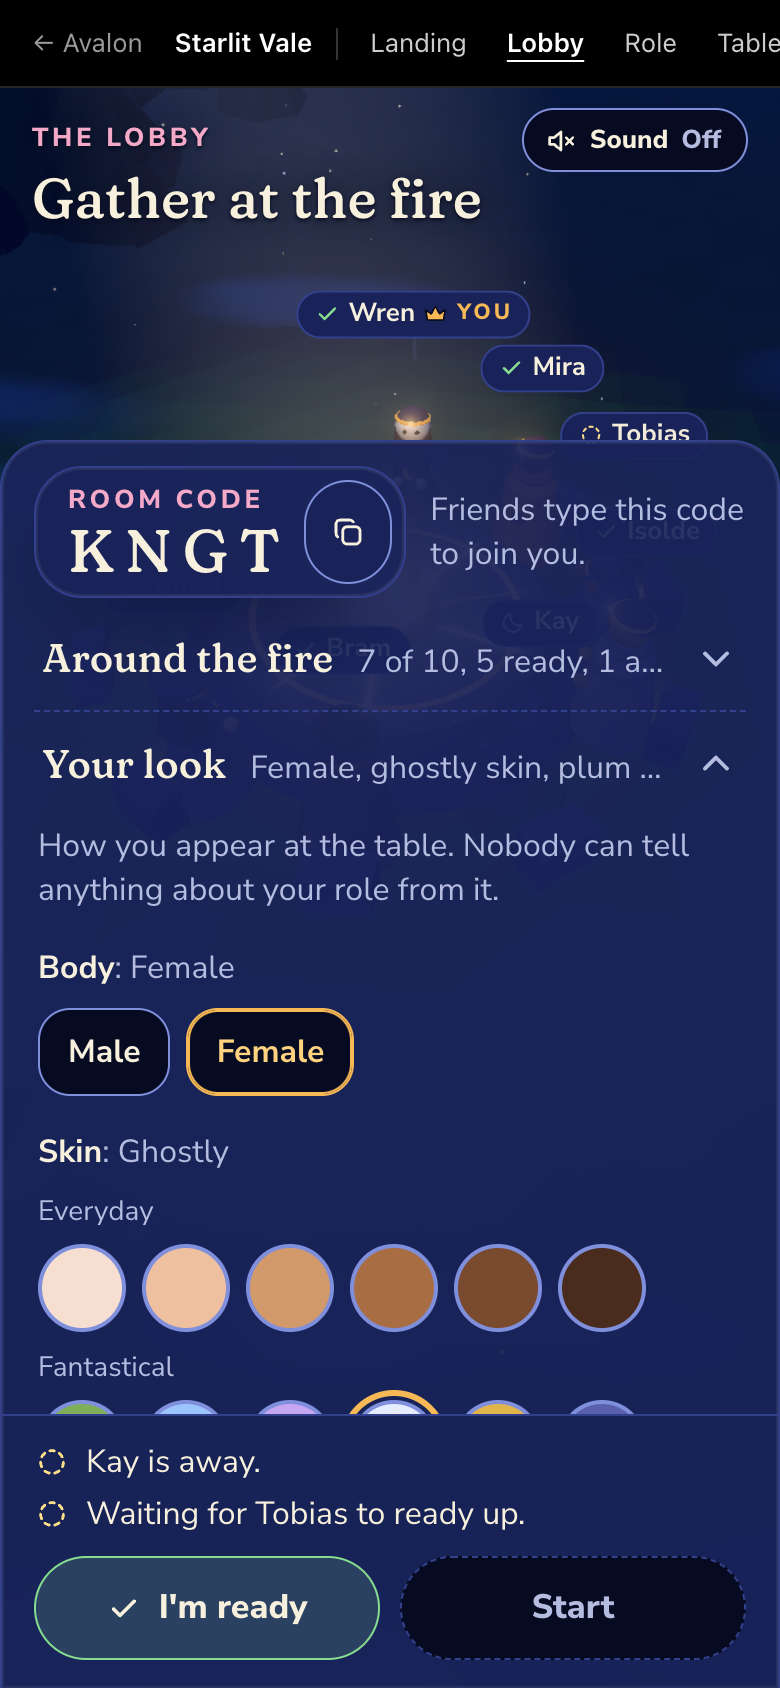 ← Avalon Starlit Vale Landing Lobby Role Table
THE LOBBY
Sound Off
Gather at the fire
Wren YOU
Mira
Tobias
ROOM CODE
KNGT
Friends type this code
to join you.
Isolde
Kay
Bram
Around the fire 7 of 10, 5 ready, 1 a...
Your look Female, ghostly skin, plum ...
How you appear at the table. Nobody can tell
anything about your role from it.
Body: Female
Male Female
Skin: Ghostly
Everyday
Fantastical
Kay is away.
Waiting for Tobias to ready up.
I'm ready Start